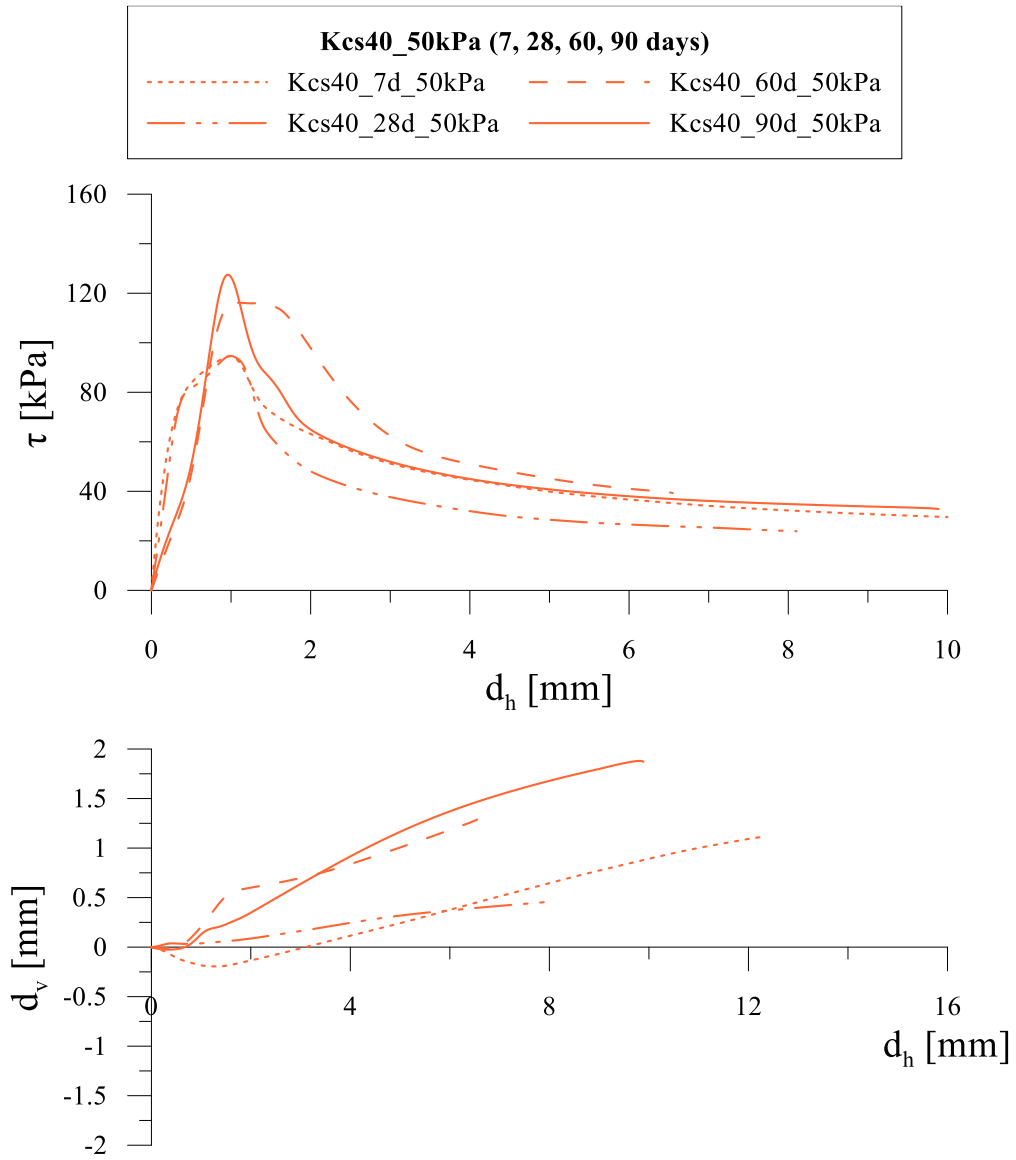 Kcs40_50kPa (7, 28, 60, 90 days)
Kcs40_7d_50kPa
Kcs40_60d_50kPa
Kcs40_28d_50kPa
Kcs40_90d_50kPa
160
120
80
40
0
τ [kPa]
0 2 4 6 8 10
dh [mm]
2
1.5
1
0.5
0
-0.5
-1
-1.5
-2
dv [mm]
0 4 8 12 16
dh [mm]